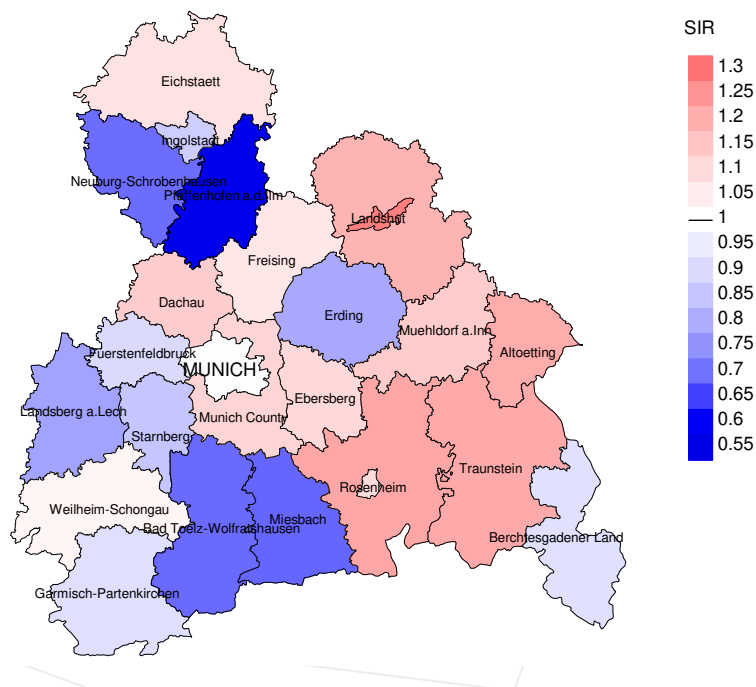 SIR
1.3
1.25
1.2
1.15
1.1
1.05
1
0.95
0.9
0.85
0.8
0.75
0.7
0.65
0.6
0.55
Eichstaett
Ingolstadt
Neuburg-Schrobenhausen
Pfaffenhofen a.d.Ilm
Landshut
Freising
Dachau
Erding
Muehldorf a.Inn
Altoetting
Fuerstenfeldbruck
MUNICH
Ebersberg
Landsberg a.Lech
Munich County
Starnberg
Traunstein
Rosenheim
Weilheim-Schongau
Miesbach
Bad Toelz-Wolfratshausen
Berchtesgadener Land
Garmisch-Partenkirchen